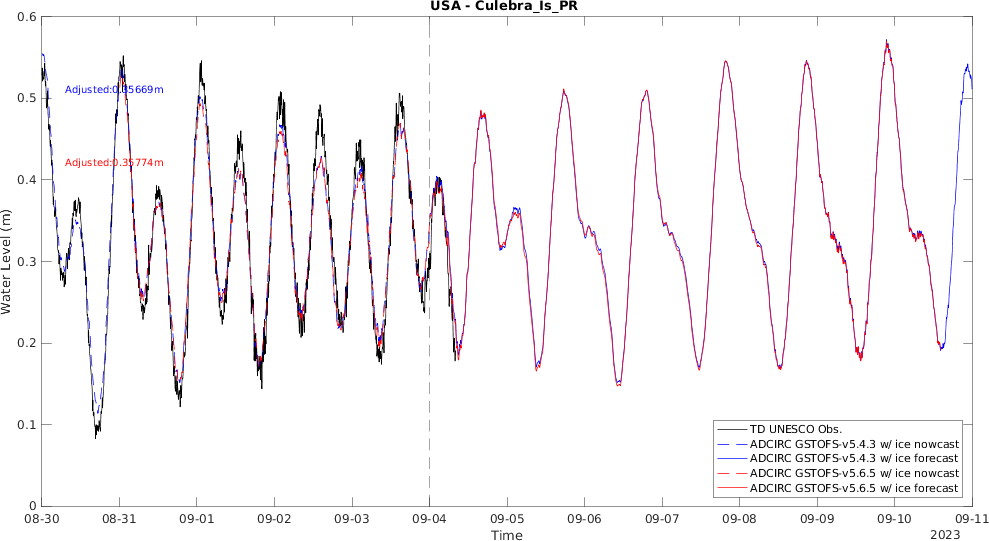 USA - Culebra_Is_PR
0.6
0.5
0.4
0.3
0.2
0.1
0
Water Level (m)
Adjusted:0.35669m
Adjusted:0.35774m
TD UNESCO Obs.
ADCIRC GSTOFS-v5.4.3 w/ ice nowcast
ADCIRC GSTOFS-v5.4.3 w/ ice forecast
ADCIRC GSTOFS-v5.6.5 w/ ice nowcast
ADCIRC GSTOFS-v5.6.5 w/ ice forecast
08-30 08-31 09-01 09-02 09-03 09-04 09-05 09-06 09-07 09-08 09-09 09-10 09-11
Time
2023